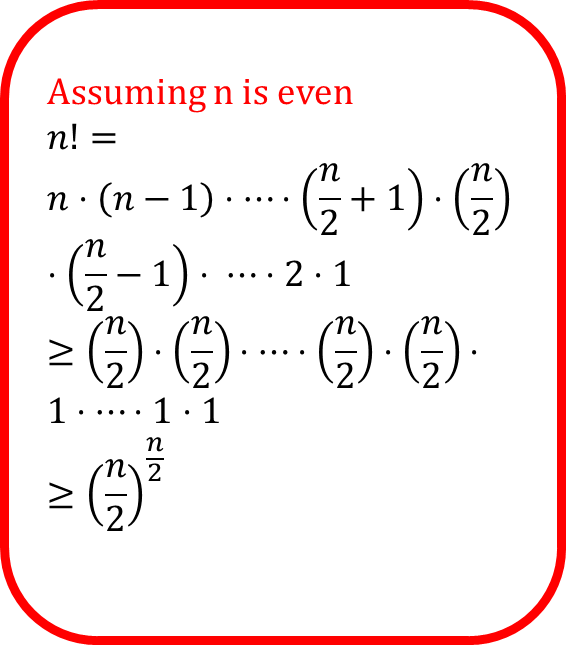 Assuming n is even
n! =
n · (n − 1) · ⋯ · (n/2 + 1) · (n/2)
· (n/2 − 1) · ⋯ · 2 · 1
≥ (n/2) · (n/2) · ⋯ · (n/2) · (n/2) ·
1 · ⋯ · 1 · 1
≥ (n/2)^(n/2)